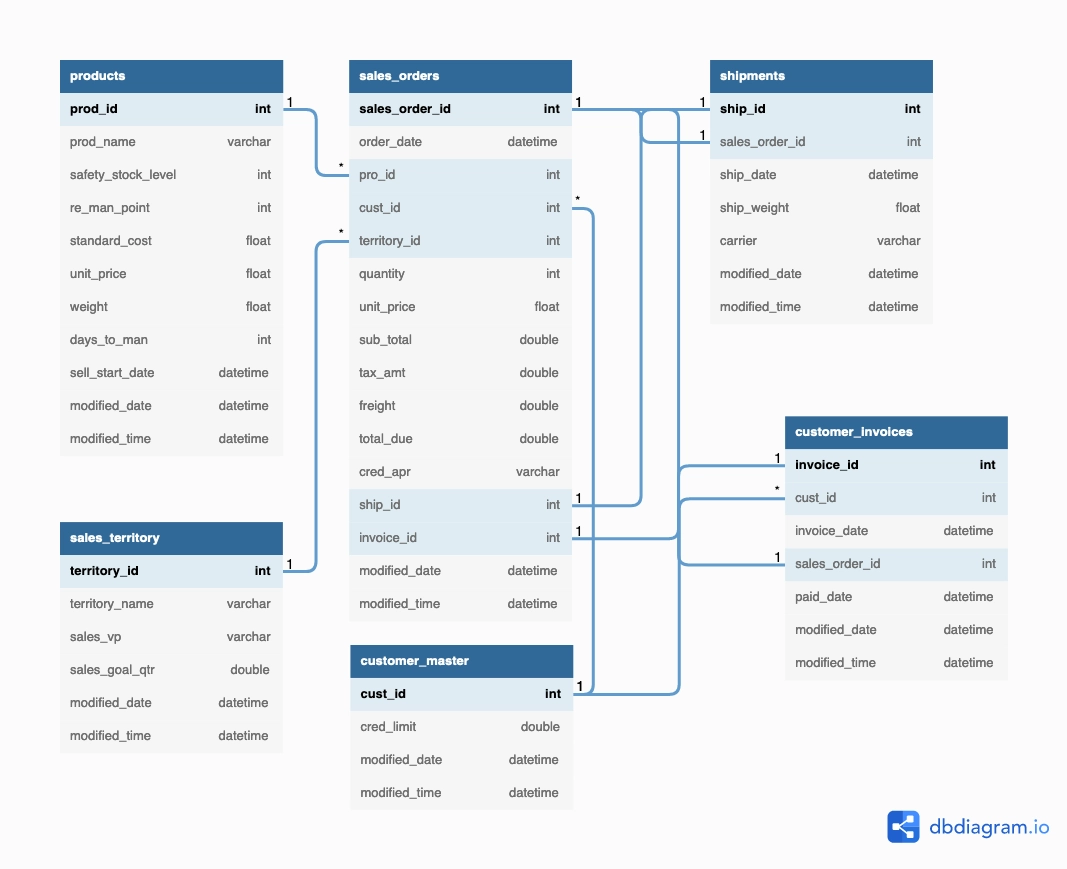 products
prod_id int
prod_name varchar
safety_stock_level int
re_man_point int
standard_cost float
unit_price float
weight float
days_to_man int
sell_start_date datetime
modified_date datetime
modified_time datetime
1
*
sales_orders
sales_order_id int
order_date datetime
pro_id int
cust_id int
territory_id int
quantity int
unit_price float
sub_total double
tax_amt double
freight double
total_due double
cred_apr varchar
ship_id int
invoice_id int
modified_date datetime
modified_time datetime
*
1
*
1
1
shipments
ship_id int
sales_order_id int
ship_date datetime
ship_weight float
carrier varchar
modified_date datetime
modified_time datetime
1
1
sales_territory
territory_id int
territory_name varchar
sales_vp varchar
sales_goal_qtr double
modified_date datetime
modified_time datetime
1
customer_master
cust_id int
cred_limit double
modified_date datetime
modified_time datetime
1
customer_invoices
invoice_id int
cust_id int
invoice_date datetime
sales_order_id int
paid_date datetime
modified_date datetime
modified_time datetime
1
*
1
dbdiagram.io